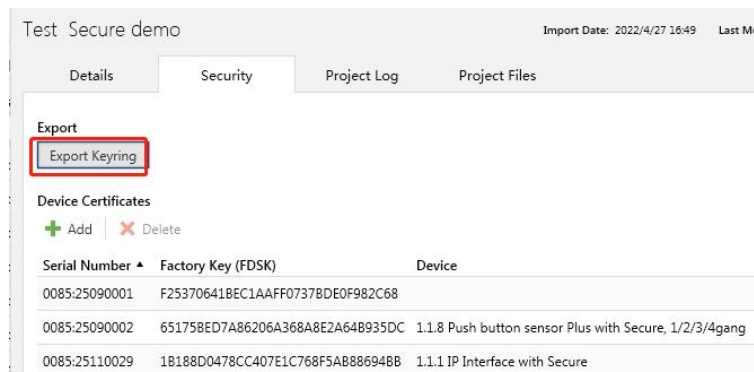 Test Secure demo Import Date: 2022/4/27 16:49 Last
Details Security Project Log Project Files
Export
Export Keyring
Device Certificates
Add Delete
Serial Number Factory Key (FDSK) Device
0085:25090001 F25370641BEC1AAFF0737BDE0F982C68
0085:25090002 65175BED7A86206A368A8E2A64B935DC 1.1.8 Push button sensor Plus with Secure, 1/2/3/4gang
0085:25110029 1B188D0478CC407E1C768F5AB88694BB 1.1.1 IP Interface with Secure